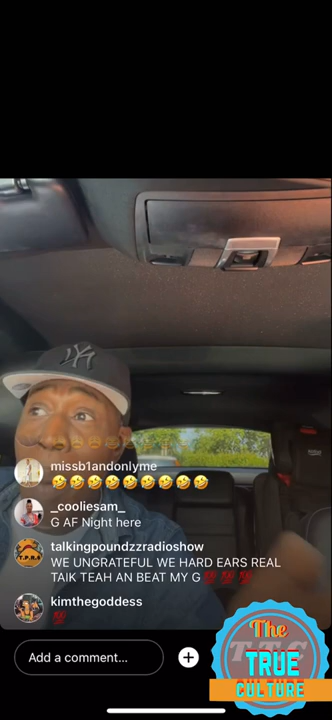 NY
missb1andonlyme
🤣🤣🤣🤣🤣🤣🤣🤣🤣
_cooliesam_
G AF Night here
T.P.R.S
talkingpoundzzradioshow
WE UNGRATEFUL WE HARD EARS REAL
TAIK TEAH AN BEAT MY G💯💯💯
kimthegoddess
💯
Add a comment...
The
TTC
TRUE
CULTURE